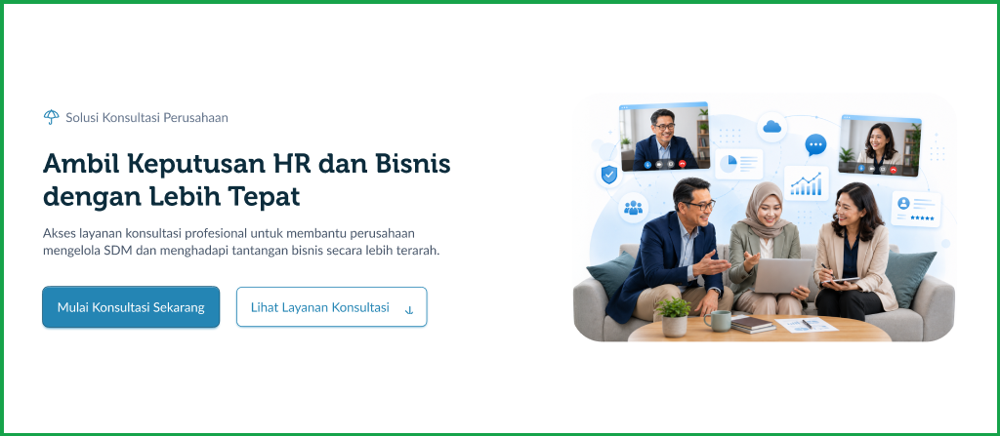 Solusi Konsultasi Perusahaan
Ambil Keputusan HR dan Bisnis
dengan Lebih Tepat
Akses layanan konsultasi profesional untuk membantu perusahaan
mengelola SDM dan menghadapi tantangan bisnis secara lebih terarah.
Mulai Konsultasi Sekarang
Lihat Layanan Konsultasi